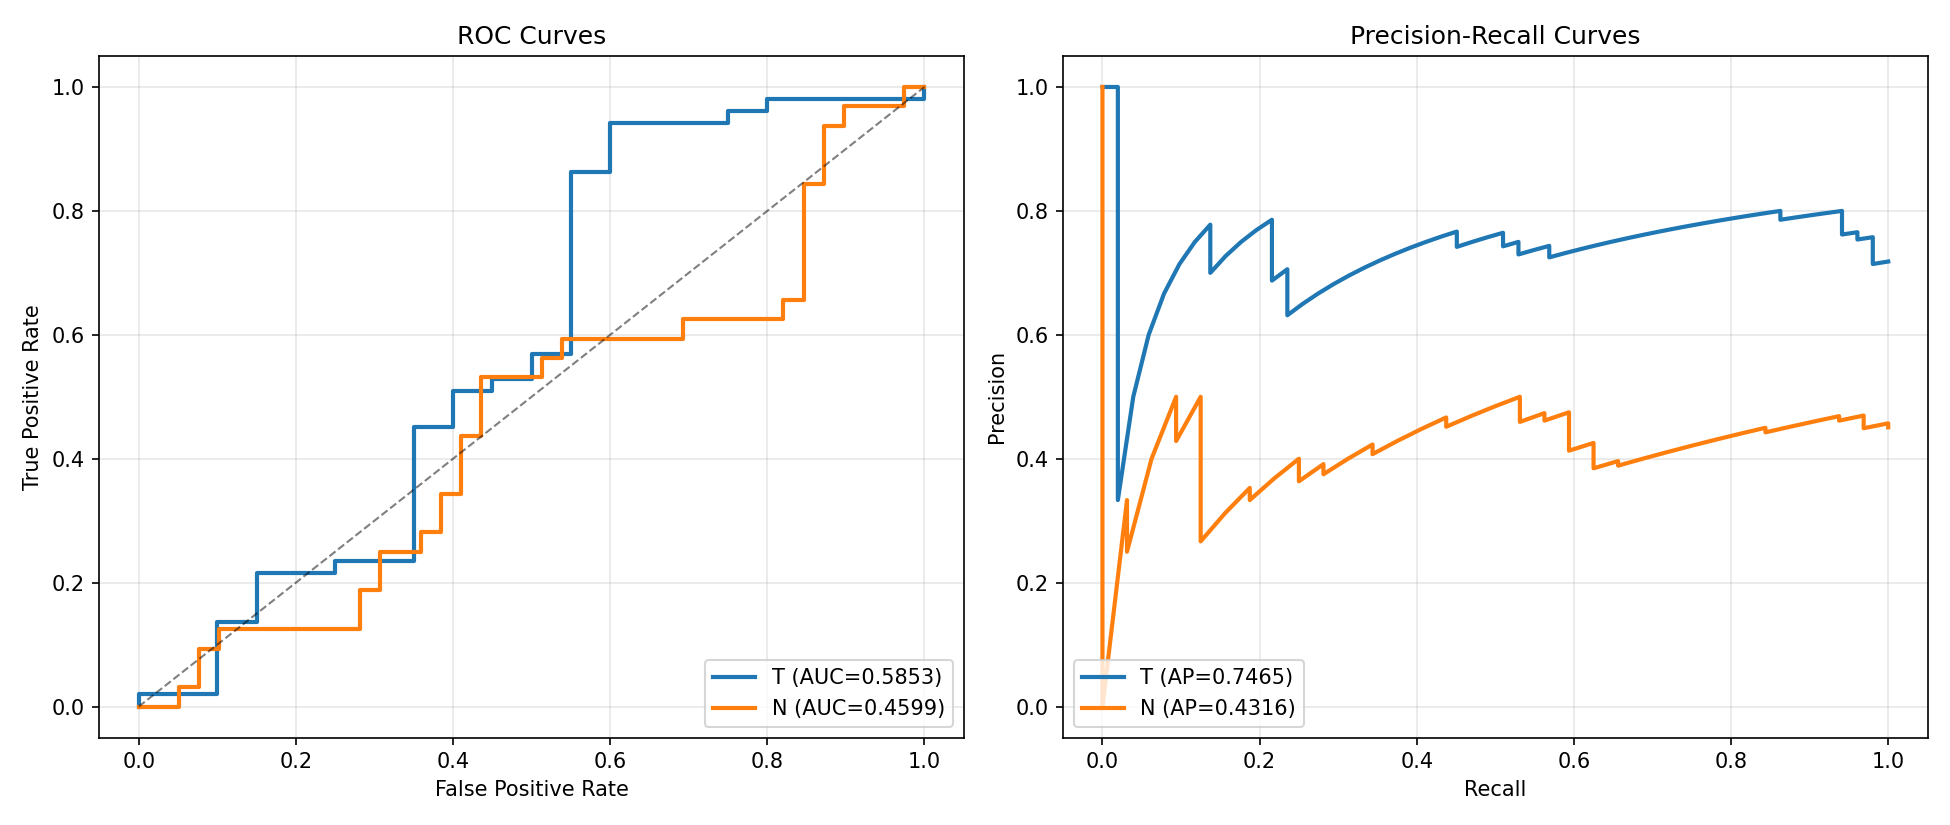 ROC Curves
1.0
0.8
0.6
0.4
0.2
0.0
True Positive Rate
T (AUC=0.5853)
N (AUC=0.4599)
0.0 0.2 0.4 0.6 0.8 1.0
False Positive Rate
Precision-Recall Curves
1.0
0.8
0.6
0.4
0.2
0.0
Precision
T (AP=0.7465)
N (AP=0.4316)
0.0 0.2 0.4 0.6 0.8 1.0
Recall